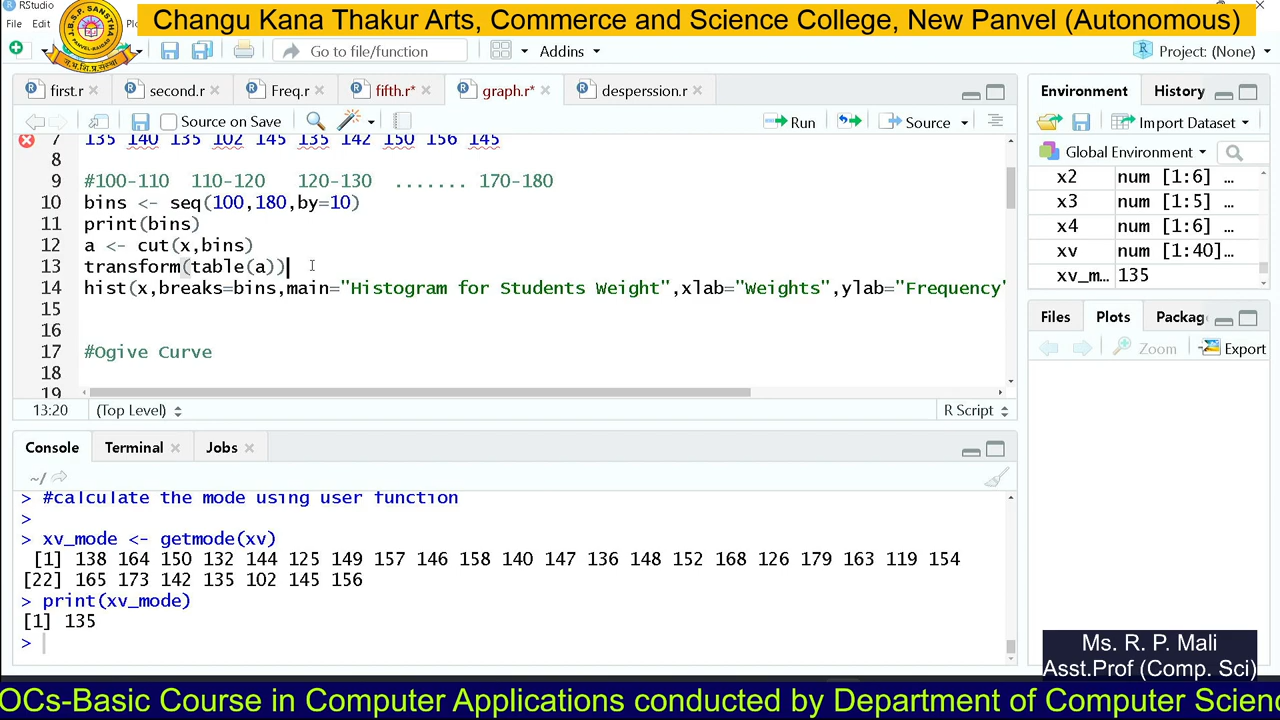 RStudio
Changu Kana Thakur Arts, Commerce and Science College, New Panvel (Autonomous)
File Edit
Go to file/function
Addins
Project: (None)
first.r
second.r
Freq.r
fifth.r*
graph.r*
desperssion.r
Source on Save
Run
Source
7 135 140 135 102 145 135 142 150 156 145
8
9 #100-110 110-120 120-130 ....... 170-180
10 bins <- seq(100,180,by=10)
11 print(bins)
12 a <- cut(x,bins)
13 transform(table(a))
14 hist(x,breaks=bins,main="Histogram for Students Weight",xlab="Weights",ylab="Frequency"
15
16
17 #Ogive Curve
18
19
13:20 (Top Level) R Script
Console Terminal Jobs
~/
> #calculate the mode using user function
>
> xv_mode <- getmode(xv)
[1] 138 164 150 132 144 125 149 157 146 158 140 147 136 148 152 168 126 179 163 119 154
[22] 165 173 142 135 102 145 156
> print(xv_mode)
[1] 135
>
Environment History
Import Dataset
Global Environment
x2 num [1:6] …
x3 num [1:5] …
x4 num [1:6] …
xv num [1:40]…
xv_m… 135
Files Plots Packag
Zoom Export
Ms. R. P. Mali
Asst.Prof (Comp. Sci)
OCs-Basic Course in Computer Applications conducted by Department of Computer Scien